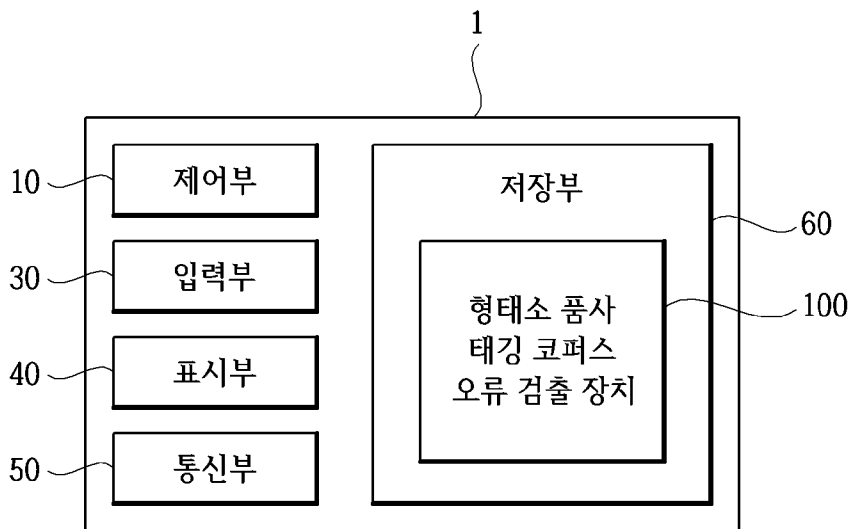 1
10
제어부
30
입력부
40
표시부
50
통신부
저장부
60
형태소 품사
태깅 코퍼스
오류 검출 장치
100